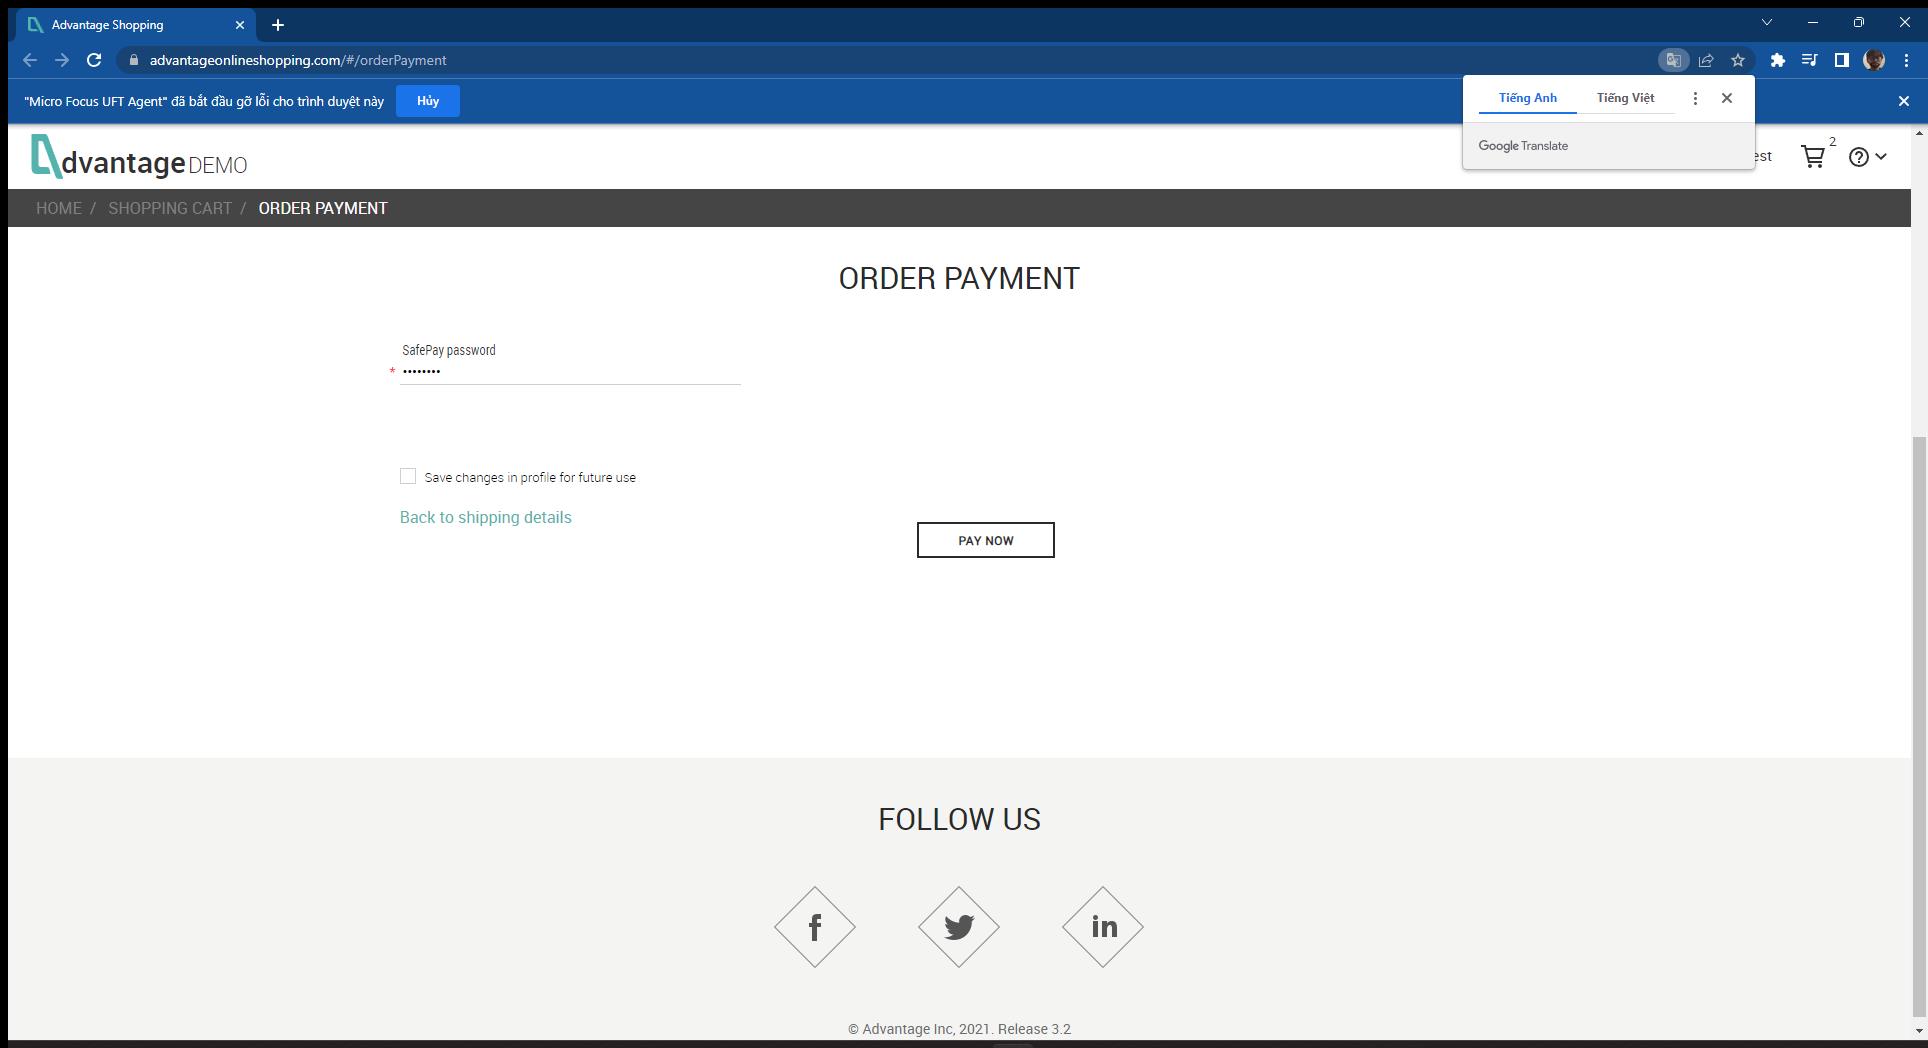 Advantage Shopping
advantageonlineshopping.com/#/orderPayment
"Micro Focus UFT Agent" đã bắt đầu gỡ lỗi cho trình duyệt này
Hủy
Tiếng Anh
Tiếng Việt
Google Translate
dvantage DEMO
est
2
HOME / SHOPPING CART / ORDER PAYMENT
ORDER PAYMENT
SafePay password
* ••••••••
Save changes in profile for future use
Back to shipping details
PAY NOW
FOLLOW US
f
in
© Advantage Inc, 2021. Release 3.2